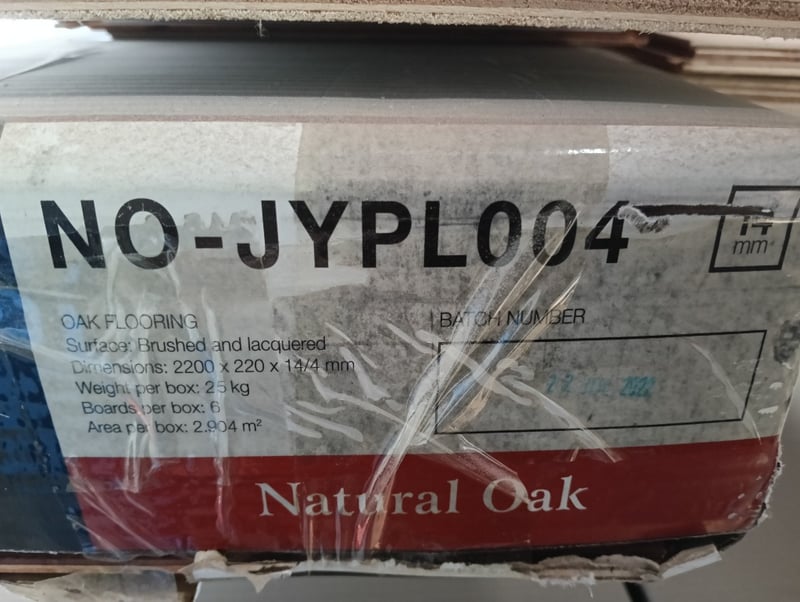 NO-JYPL004
14
mm
OAK FLOORING
Surface: Brushed and lacquered
Dimensions: 2200 x 220 x 14/4 mm
Weight per box: 25 kg
Boards per box: 6
Area per box: 2.904 m²
BATCH NUMBER
Natural Oak